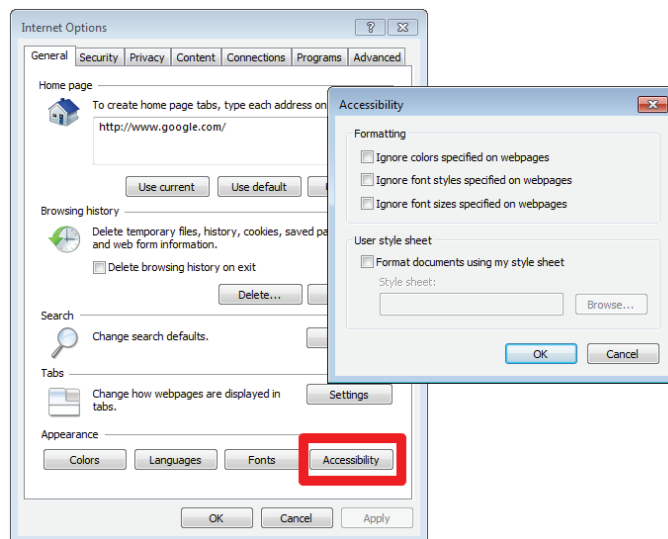 Internet Options
General Security Privacy Content Connections Programs Advanced
Home page
To create home page tabs, type each address on
http://www.google.com/
Use current Use default
Browsing history
Delete temporary files, history, cookies, saved pa
and web form information.
Delete browsing history on exit
Delete...
Search
Change search defaults.
Tabs
Change how webpages are displayed in
tabs.
Settings
Appearance
Colors Languages Fonts Accessibility
OK Cancel Apply
Accessibility
Formatting
Ignore colors specified on webpages
Ignore font styles specified on webpages
Ignore font sizes specified on webpages
User style sheet
Format documents using my style sheet
Style sheet:
Browse...
OK Cancel